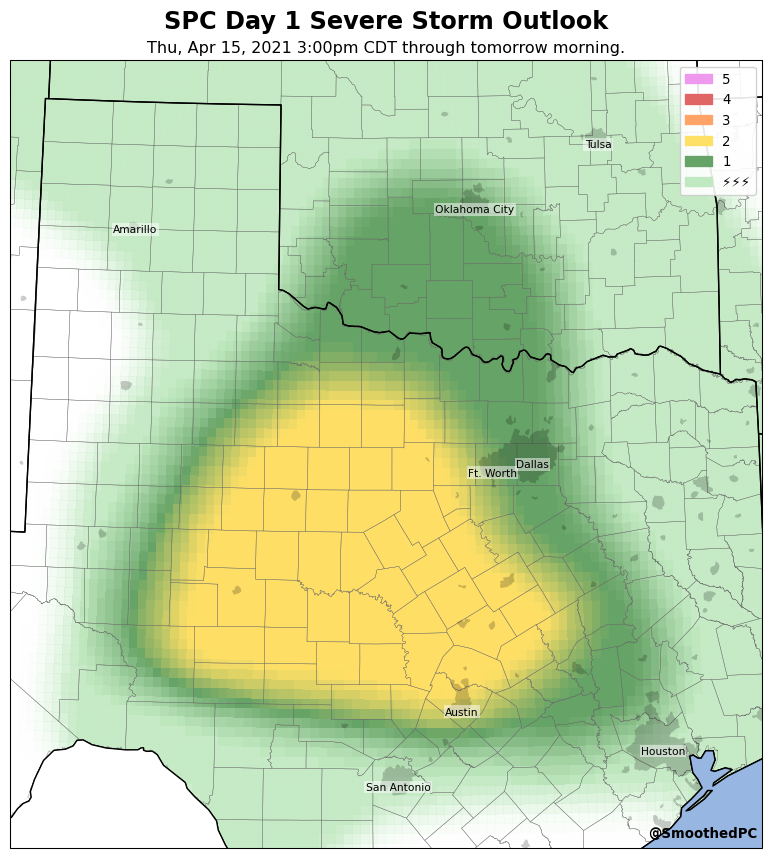 SPC Day 1 Severe Storm Outlook
Thu, Apr 15, 2021 3:00pm CDT through tomorrow morning.
5
4
3
2
1
⚡⚡⚡
Tulsa
Oklahoma City
Amarillo
Dallas
Ft. Worth
Austin
Houston
San Antonio
@SmoothedPC